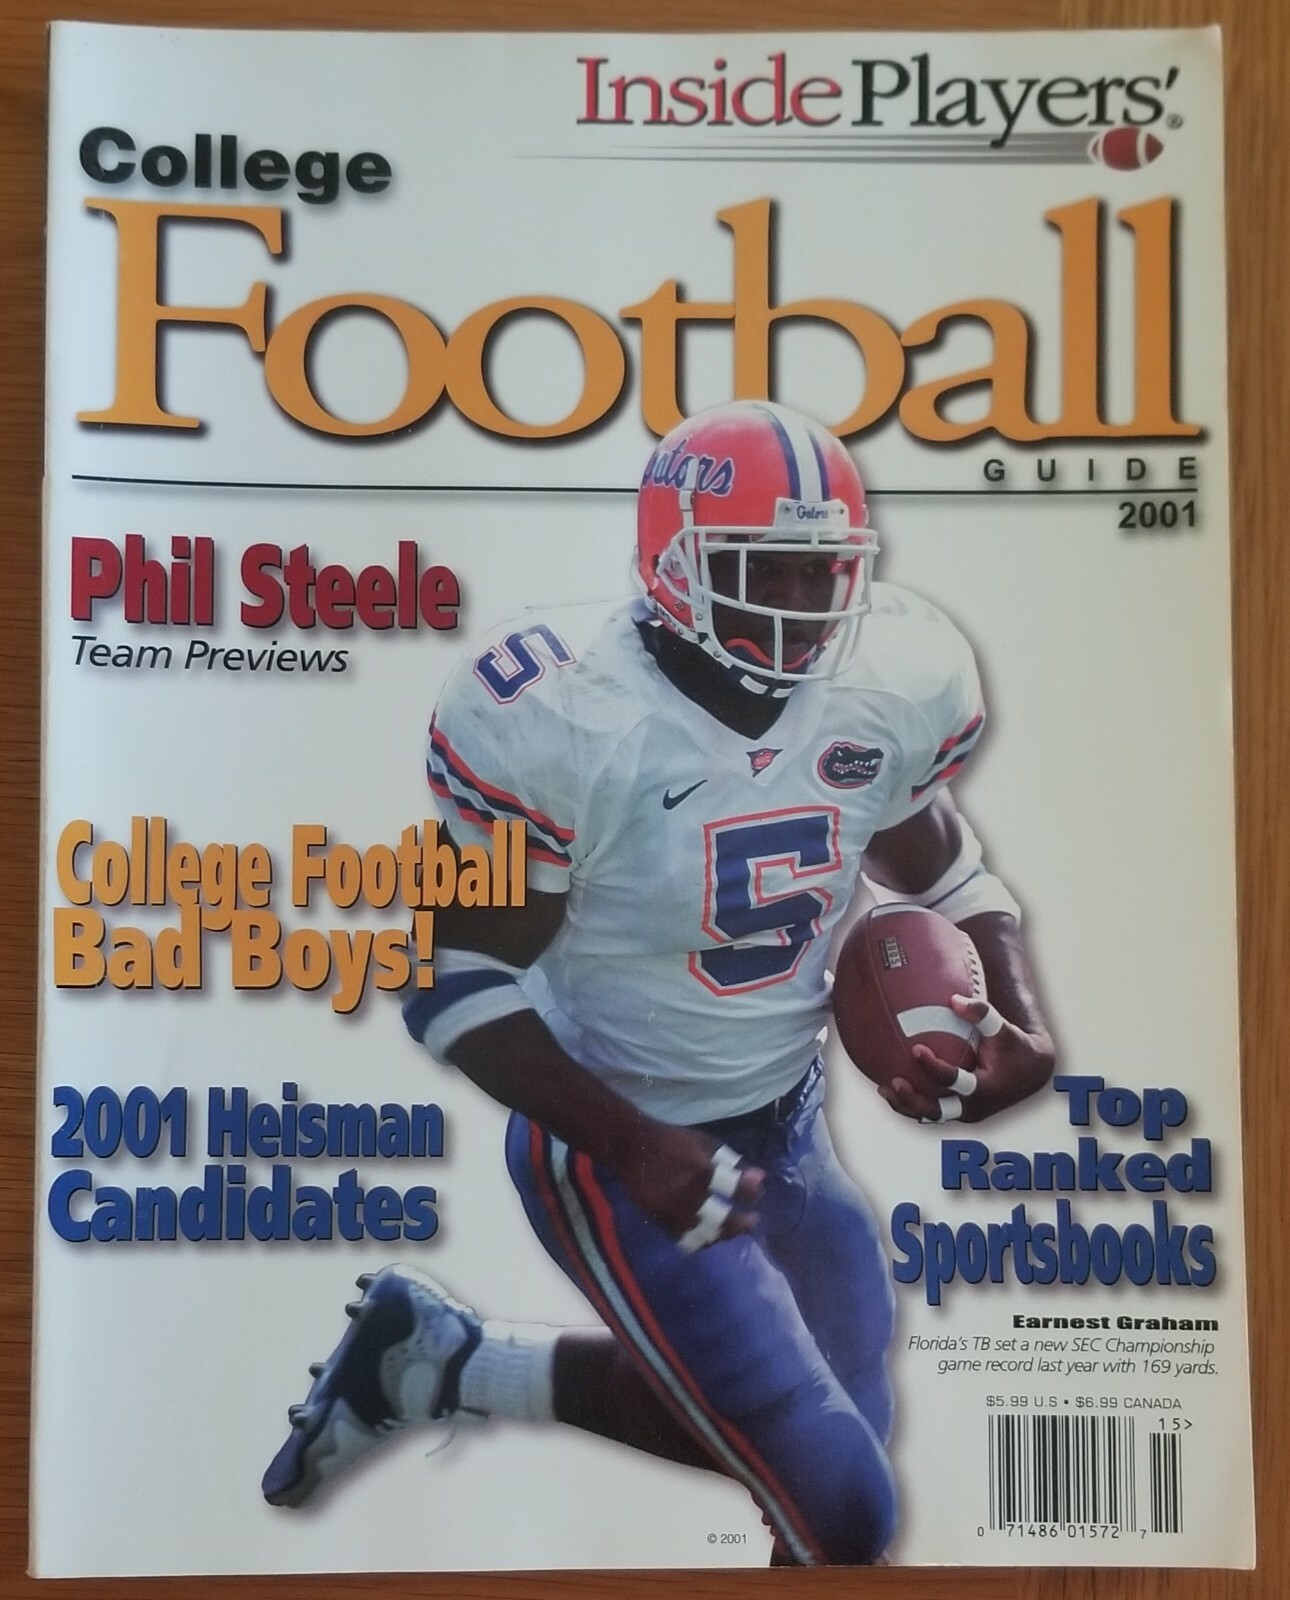 Inside Players'®
College
Football
GUIDE
2001
Gators
Gators
Phil Steele
Team Previews
5
5
College Football
Bad Boys!
2001 Heisman
Candidates
Top
Ranked
Sportsbooks
Earnest Graham
Florida's TB set a new SEC Championship
game record last year with 169 yards.
$5.99 U.S • $6.99 CANADA
15>
0 71486 01572 7
© 2001